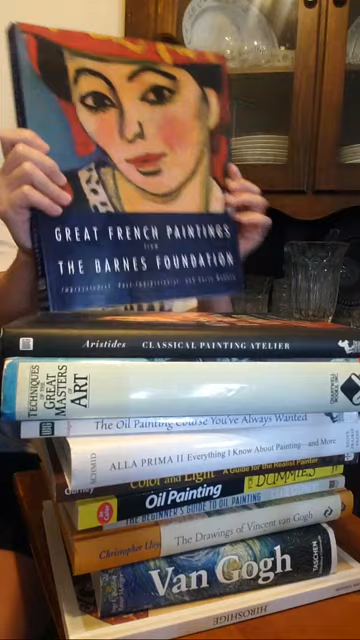 GREAT FRENCH PAINTINGS
from
THE BARNES FOUNDATION
Impressionist, Post-Impressionist, and Early Modern
Aristides CLASSICAL PAINTING ATELIER
TECHNIQUES
OF THE
GREAT
MASTERS
OF
ART
The Oil Painting Course You've Always Wanted
SCHMID ALLA PRIMA II Everything I Know About Painting—and More
Gurney Color and Light A Guide for the Realist Painter
Oil Painting
DUMMIES
THE BEGINNER'S GUIDE TO OIL PAINTING
Christopher Lloyd The Drawings of Vincent van Gogh
Van Gogh
TASCHEN
HIROSHIGE